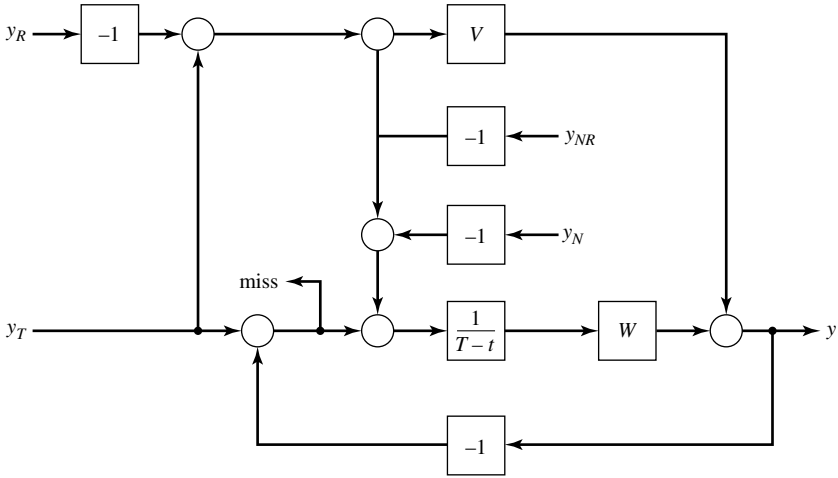 y_R
–1
V
–1
y_NR
–1
y_N
miss
y_T
1
T – t
W
y
–1